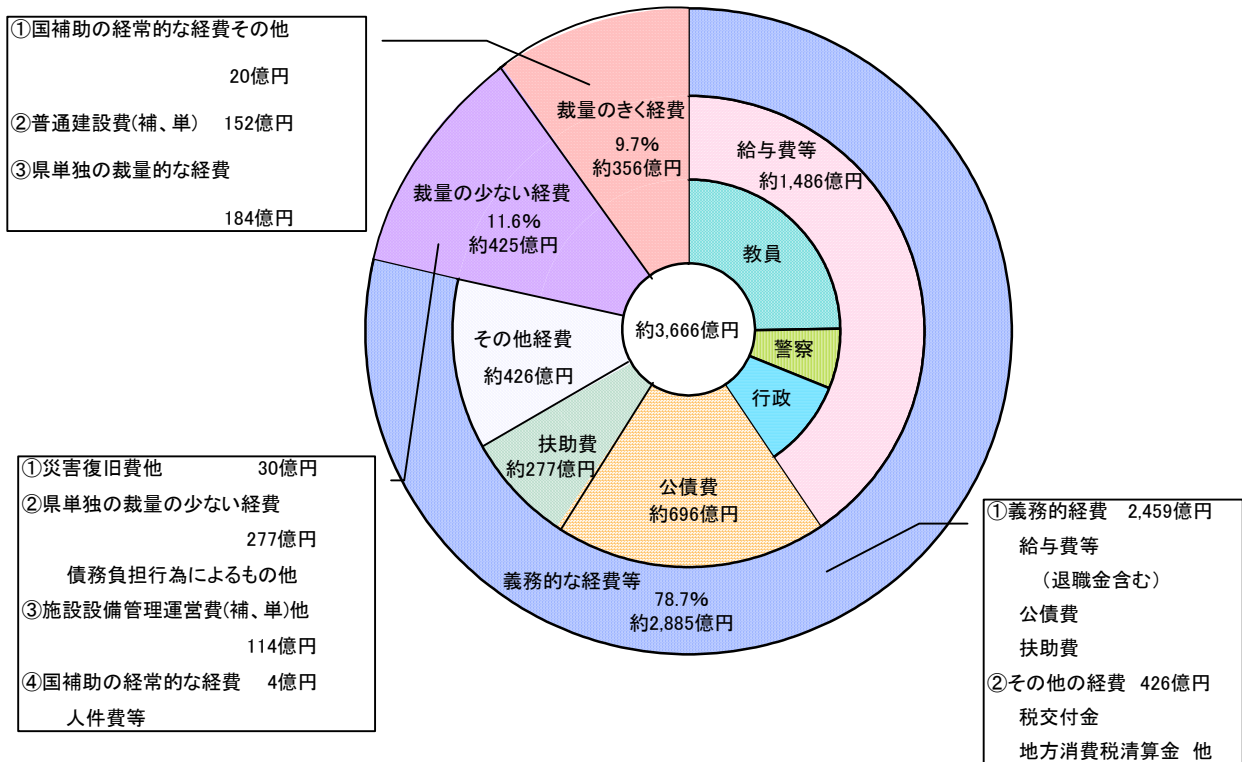 ①国補助の経常的な経費その他
20億円
②普通建設費(補、単) 152億円
③県単独の裁量的な経費
184億円
裁量のきく経費
9.7%
約356億円
裁量の少ない経費
11.6%
約425億円
給与費等
約1,486億円
教員
警察
行政
約3,666億円
その他経費
約426億円
扶助費
約277億円
公債費
約696億円
義務的な経費等
78.7%
約2,885億円
①災害復旧費他 30億円
②県単独の裁量の少ない経費
277億円
債務負担行為によるもの他
③施設設備管理運営費(補、単)他
114億円
④国補助の経常的な経費 4億円
人件費等
①義務的経費 2,459億円
給与費等
(退職金含む)
公債費
扶助費
②その他の経費 426億円
税交付金
地方消費税清算金 他